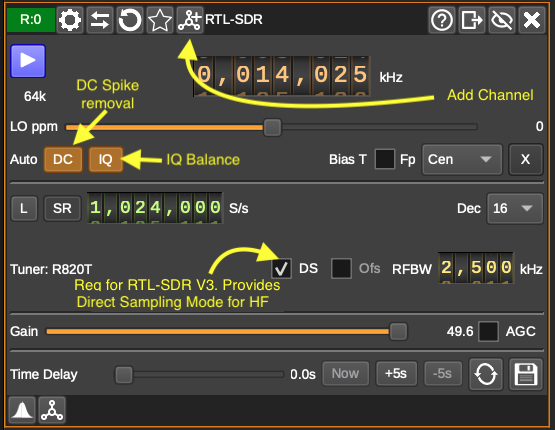 R:0 RTL-SDR
0,014,025 kHz
64k
DC Spike
removal
Add Channel
LO ppm 0
Auto DC IQ IQ Balance Bias T Fp Cen X
L SR 1,024,000 S/s Dec 16
Tuner: R820T DS Ofs RFBW 2,500 kHz
Req for RTL-SDR V3. Provides
Direct Sampling Mode for HF
Gain 49.6 AGC
Time Delay 0.0s Now +5s -5s